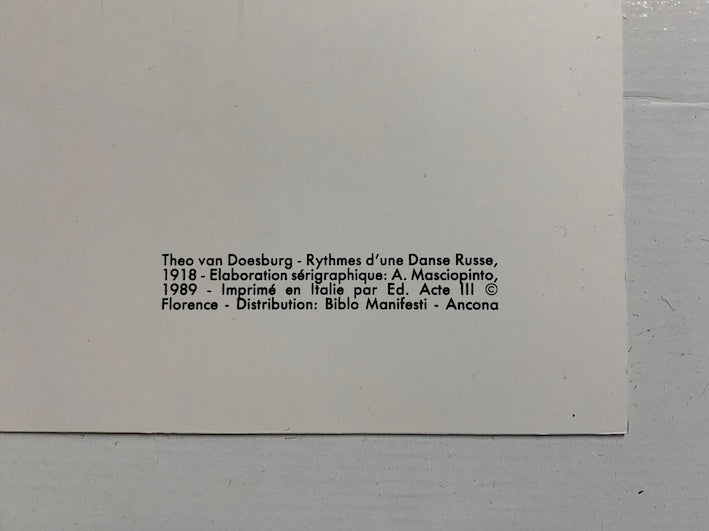 Theo van Doesburg - Rythmes d'une Danse Russe,
1918 - Elaboration sérigraphique: A. Masciopinto,
1989 - Imprimé en Italie par Ed. Acte III ©
Florence - Distribution: Biblo Manifesti - Ancona